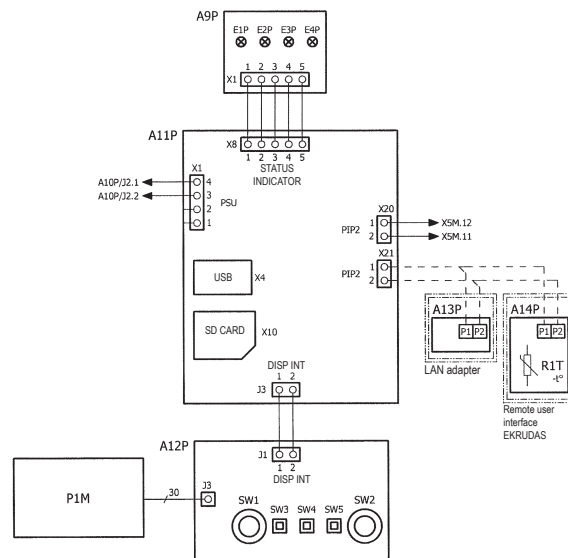 A9P
E1P E2P E3P E4P
1 2 3 4 5
X1
A11P
X8
1 2 3 4 5
STATUS
INDICATOR
X1
A10P/J2.1 4
A10P/J2.2 3
PSU
2
1
X20
1 X5M.12
PIP2
2 X5M.11
X21
1
PIP2
2
USB X4
SD CARD X10
A13P
P1 P2
LAN adapter
A14P
P1 P2
R1T
-t°
Remote user
interface
EKRUDAS
DISP INT
1 2
J3
A12P
J1
1 2
DISP INT
P1M
30
J3
SW1 SW2
SW3 SW4 SW5